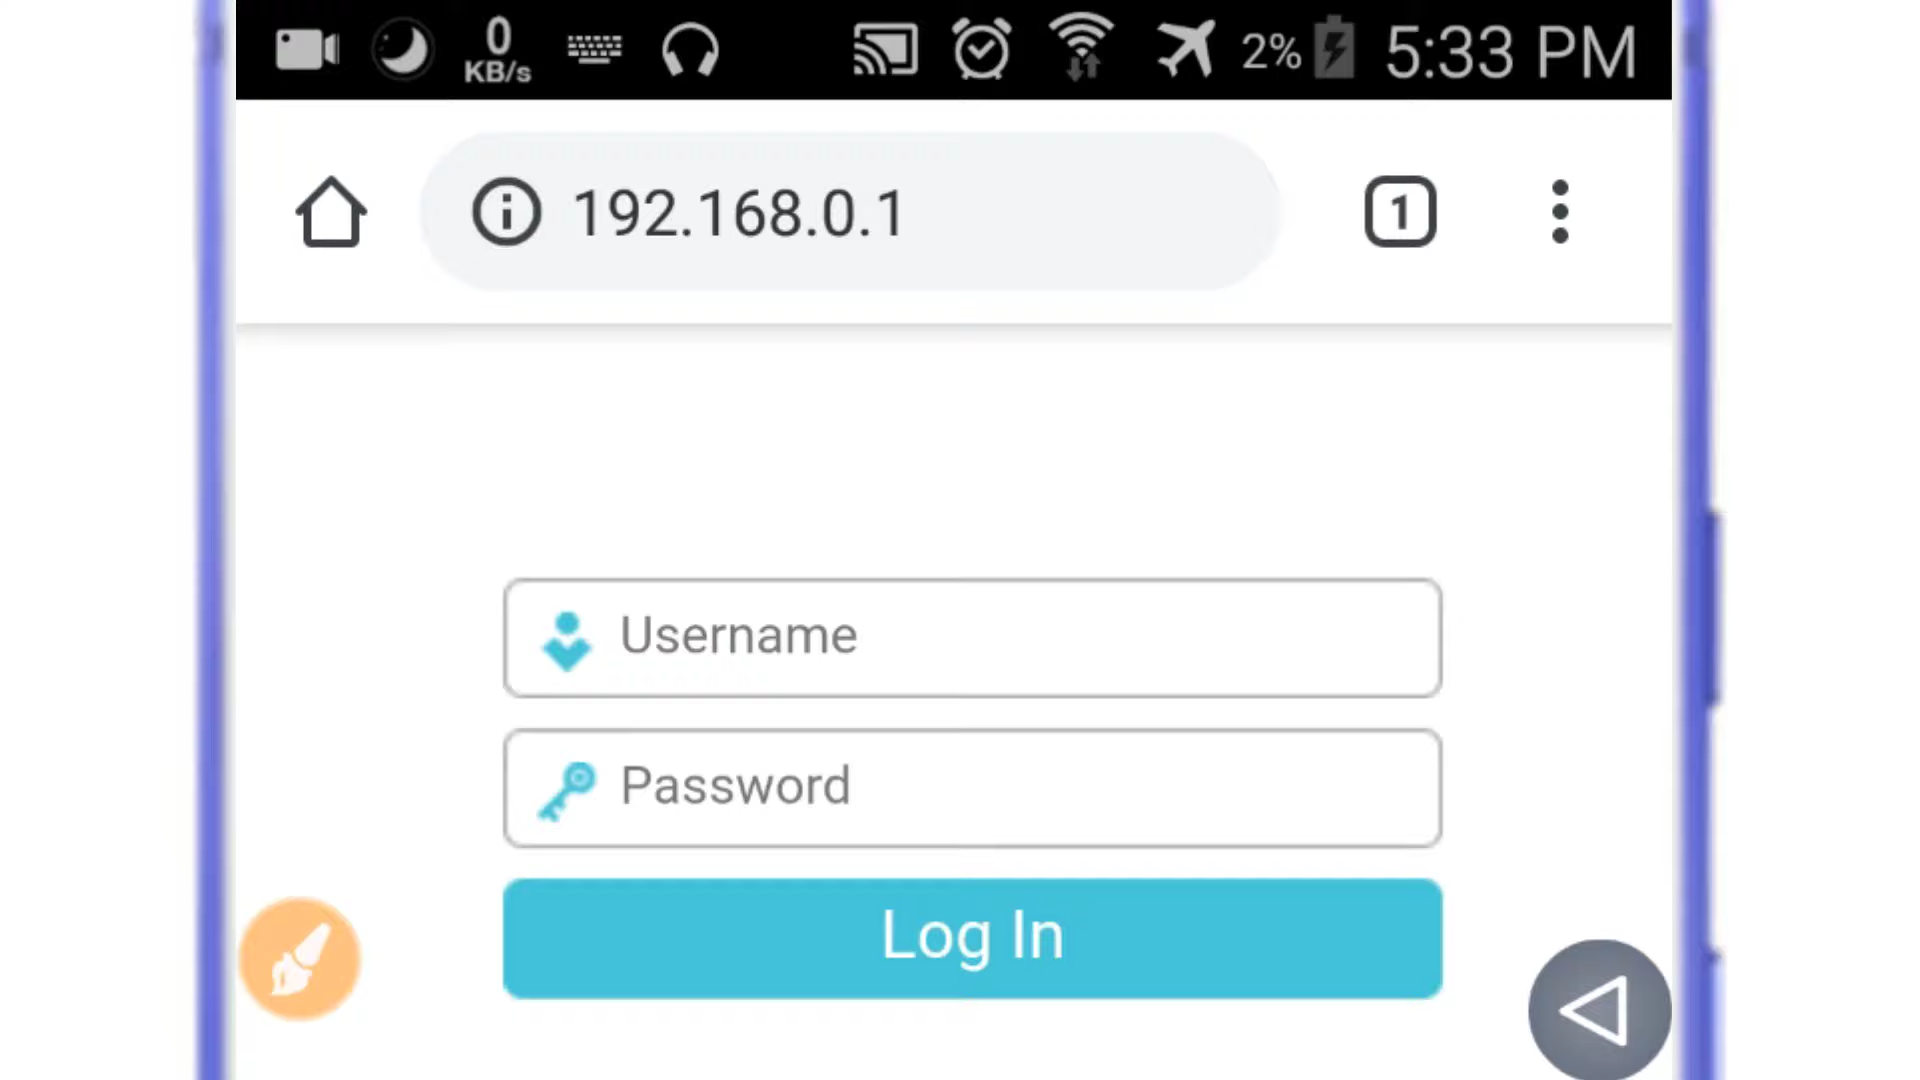 0 KB/s 2% 5:33 PM
192.168.0.1 1
Username
Password
Log In